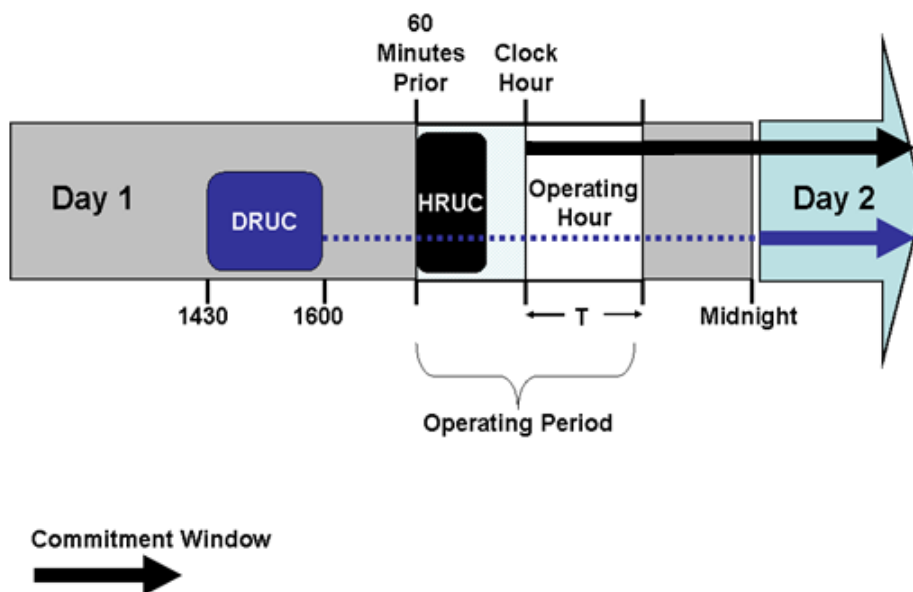 60
Minutes
Prior
Clock
Hour
Day 1
DRUC
HRUC
Operating
Hour
Day 2
1430
1600
T
Midnight
Operating Period
Commitment Window